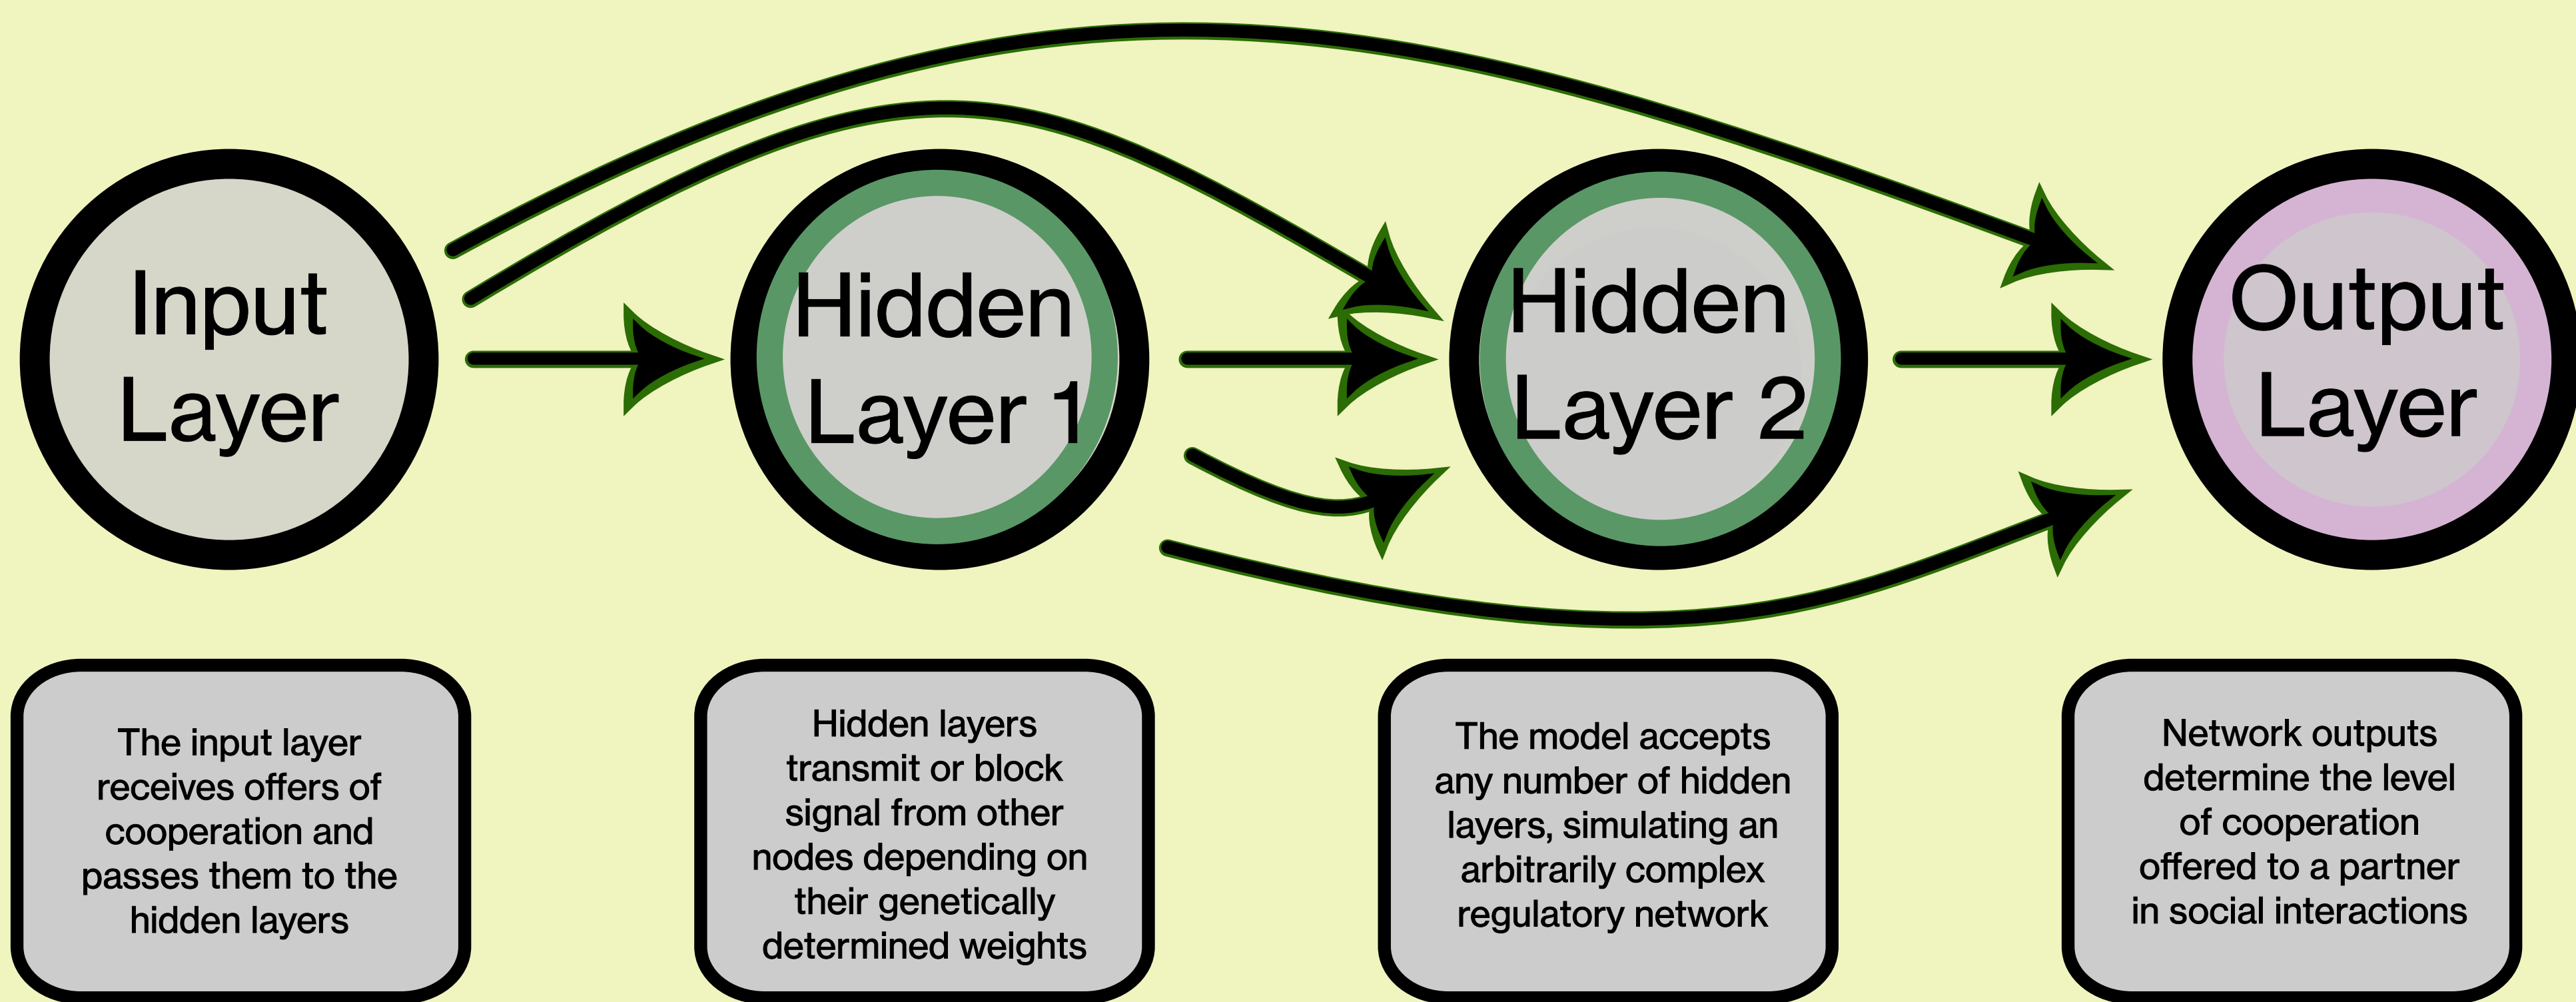 Input
Layer
Hidden
Layer 1
Hidden
Layer 2
Output
Layer
The input layer
receives offers of
cooperation and
passes them to the
hidden layers
Hidden layers
transmit or block
signal from other
nodes depending on
their genetically
determined weights
The model accepts
any number of hidden
layers, simulating an
arbitrarily complex
regulatory network
Network outputs
determine the level
of cooperation
offered to a partner
in social interactions